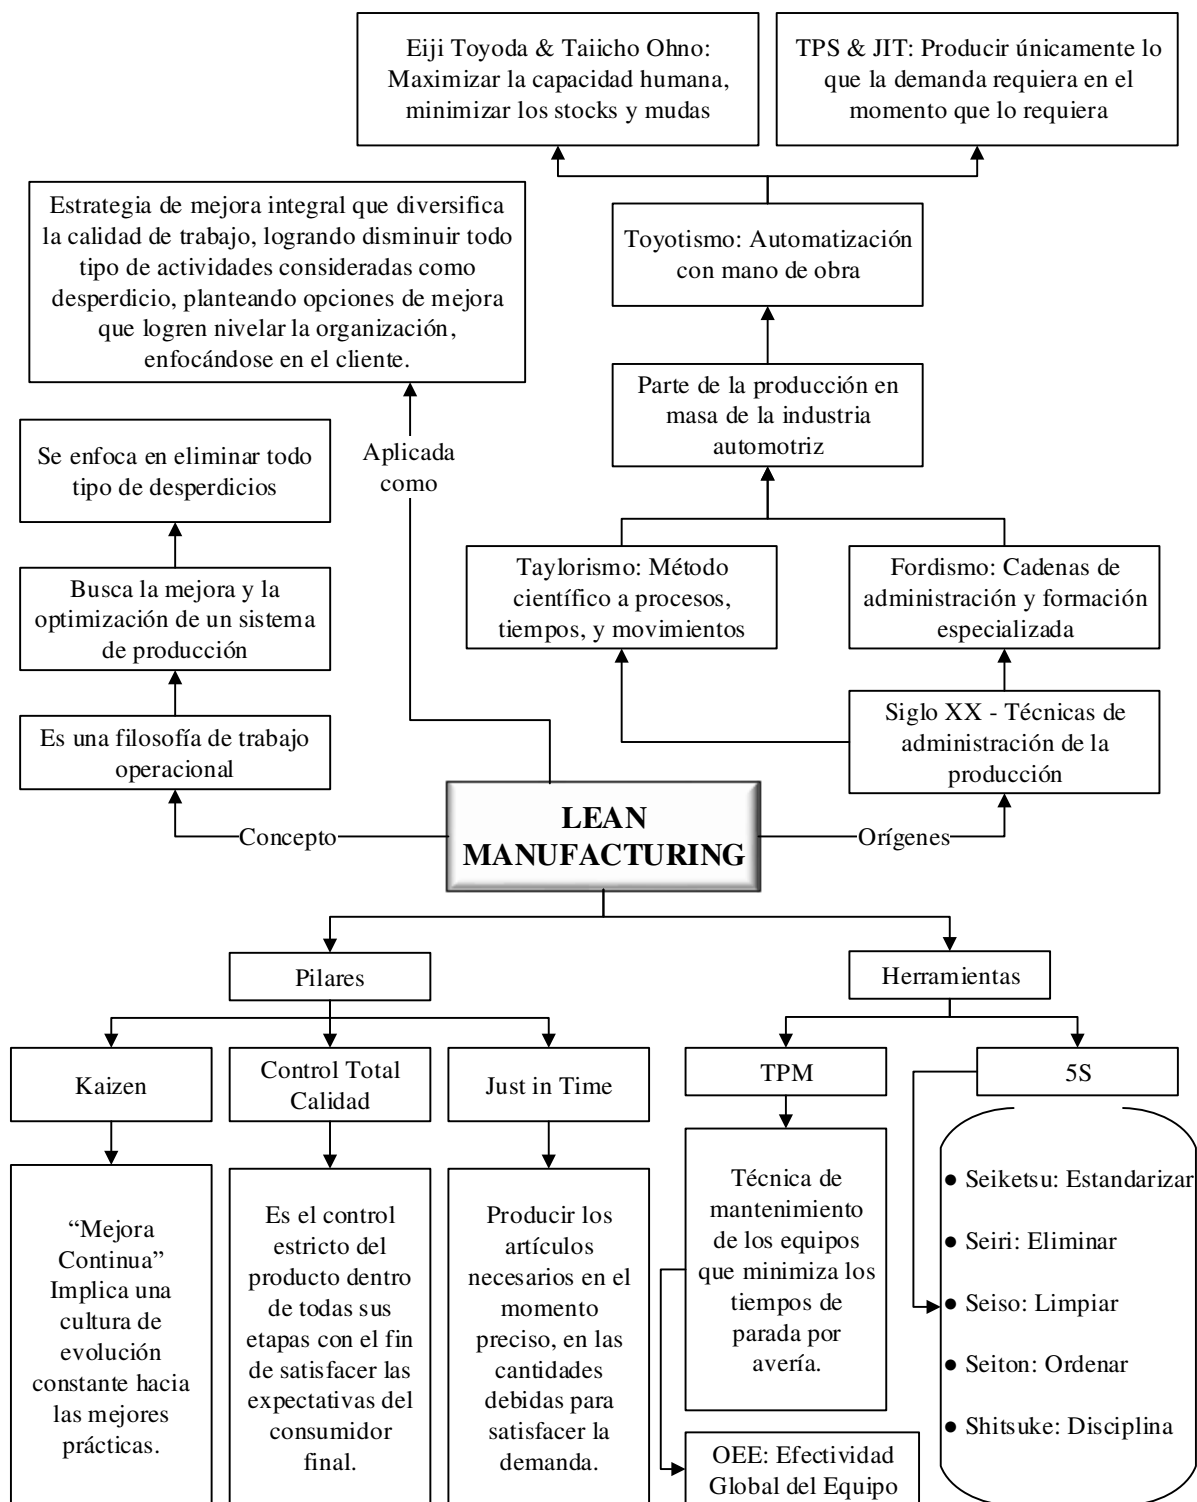 Eiji Toyoda & Taiicho Ohno:
Maximizar la capacidad humana,
minimizar los stocks y mudas
TPS & JIT: Producir únicamente lo
que la demanda requiera en el
momento que lo requiera
Estrategia de mejora integral que diversifica
la calidad de trabajo, logrando disminuir todo
tipo de actividades consideradas como
desperdicio, planteando opciones de mejora
que logren nivelar la organización,
enfocándose en el cliente.
Toyotismo: Automatización
con mano de obra
Parte de la producción en
masa de la industria
automotriz
Se enfoca en eliminar todo
tipo de desperdicios
Aplicada
como
Taylorismo: Método
científico a procesos,
tiempos, y movimientos
Fordismo: Cadenas de
administración y formación
especializada
Busca la mejora y la
optimización de un sistema
de producción
Es una filosofía de trabajo
operacional
Siglo XX - Técnicas de
administración de la
producción
Concepto
LEAN
MANUFACTURING
Orígenes
Pilares
Herramientas
Kaizen
Control Total
Calidad
Just in Time
TPM
5S
“Mejora
Continua”
Implica una
cultura de
evolución
constante hacia
las mejores
prácticas.
Es el control
estricto del
producto dentro
de todas sus
etapas con el fin
de satisfacer las
expectativas del
consumidor
final.
Producir los
artículos
necesarios en el
momento
preciso, en las
cantidades
debidas para
satisfacer la
demanda.
Técnica de
mantenimiento
de los equipos
que minimiza los
tiempos de
parada por
avería.
OEE: Efectividad
Global del Equipo
● Seiketsu: Estandarizar
● Seiri: Eliminar
● Seiso: Limpiar
● Seiton: Ordenar
● Shitsuke: Disciplina